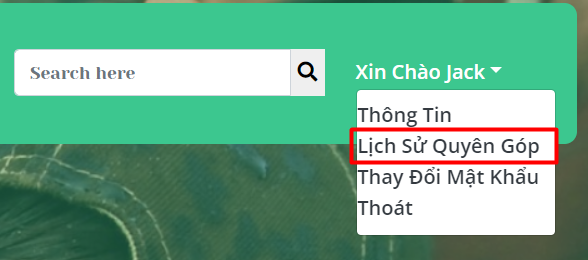 Search here
Xin Chào Jack
Thông Tin
Lịch Sử Quyên Góp
Thay Đổi Mật Khẩu
Thoát